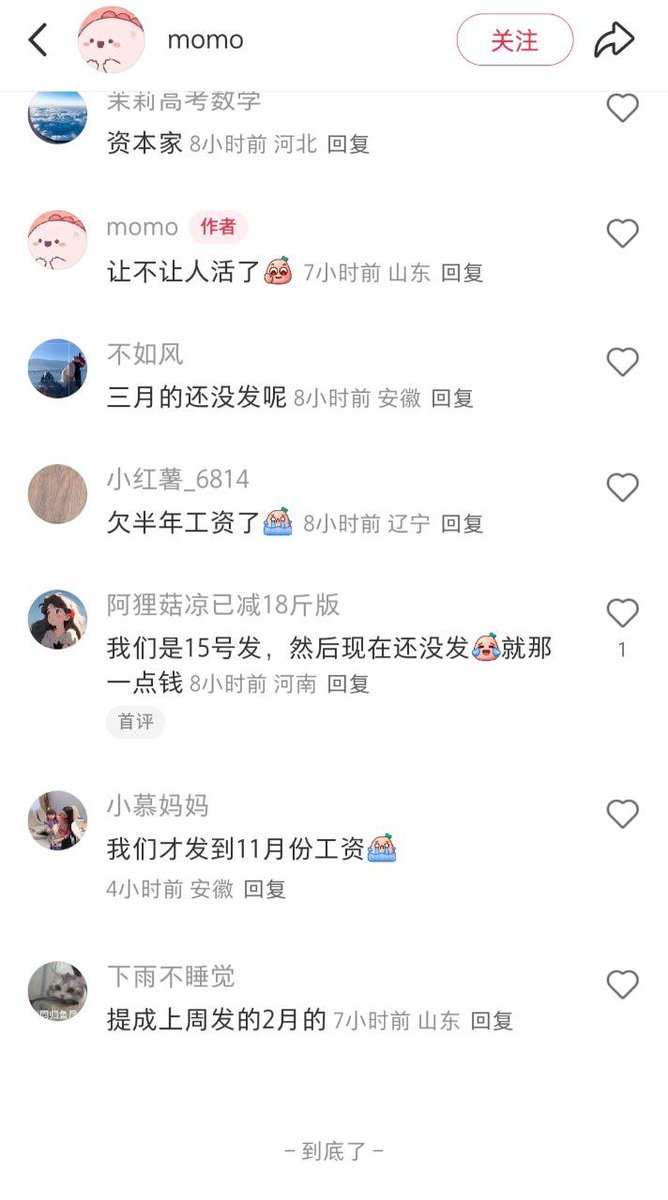 momo
关注
茉莉高考数学
资本家 8小时前 河北 回复
momo 作者
让不让人活了 7小时前 山东 回复
不如风
三月的还没发呢 8小时前 安徽 回复
小红薯_6814
欠半年工资了 8小时前 辽宁 回复
阿狸菇凉已减18斤版
我们是15号发，然后现在还没发就那
1
一点钱 8小时前 河南 回复
首评
小慕妈妈
我们才发到11月份工资
4小时前 安徽 回复
下雨不睡觉
提成上周发的2月的 7小时前 山东 回复
- 到底了 -